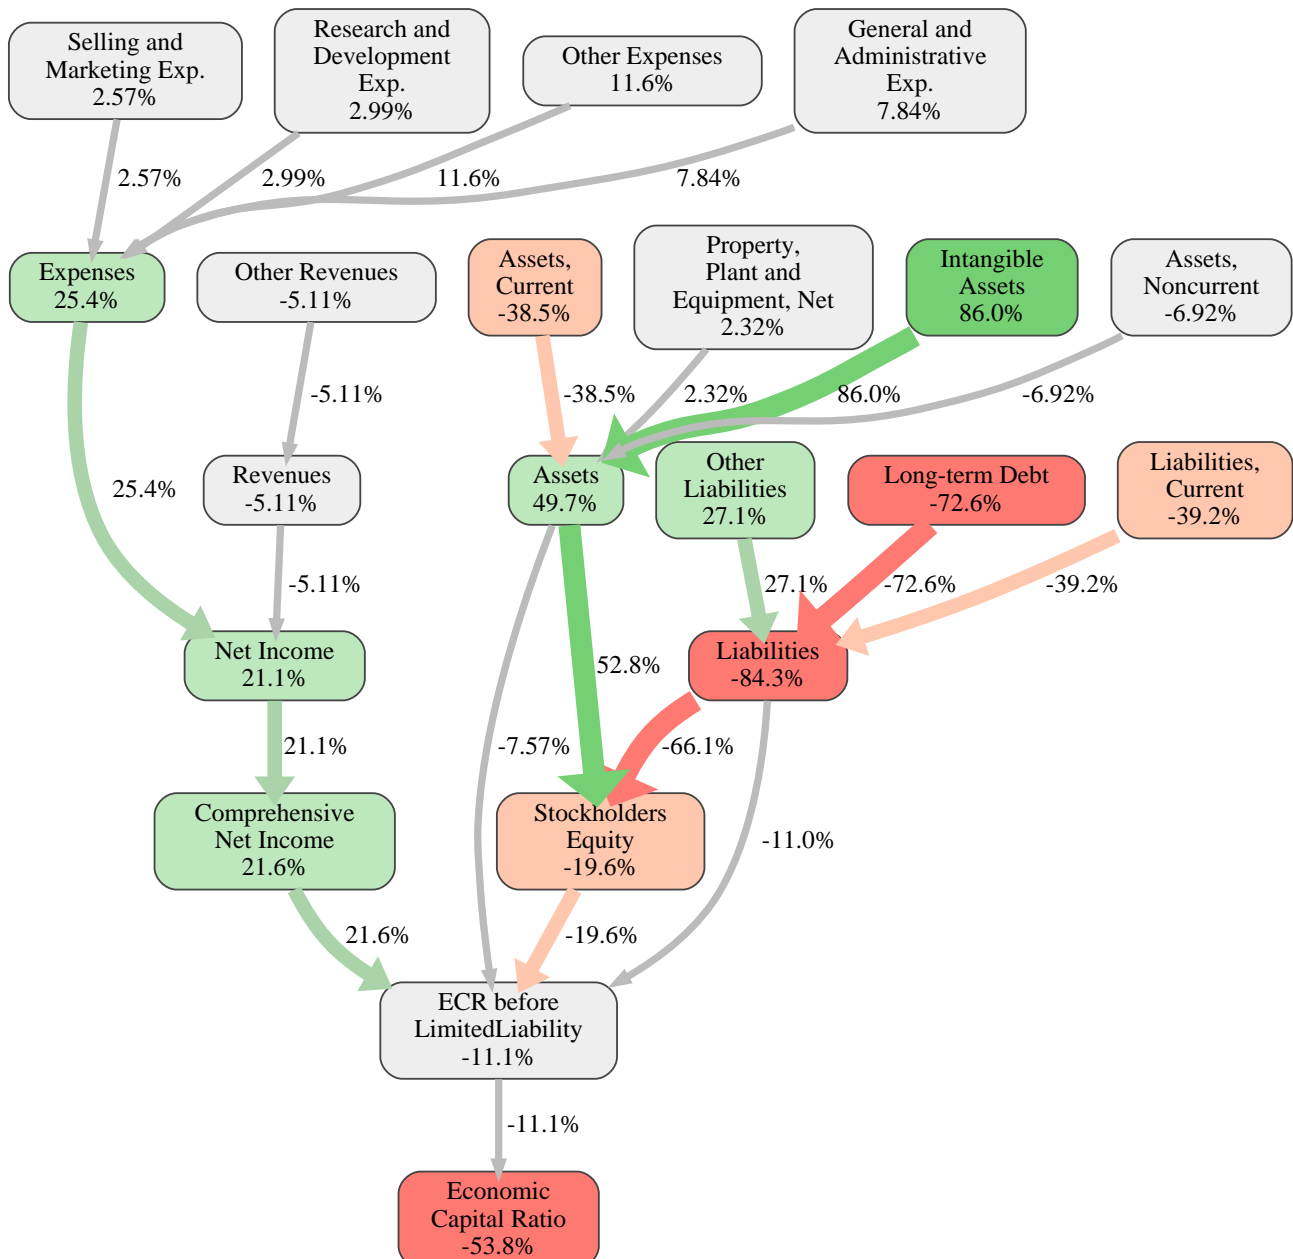 Selling and
Marketing Exp.
2.57%
Research and
Development
Exp.
2.99%
Other Expenses
11.6%
General and
Administrative
Exp.
7.84%
2.57%
2.99%
11.6%
7.84%
Expenses
25.4%
Other Revenues
-5.11%
Assets,
Current
-38.5%
Property,
Plant and
Equipment, Net
2.32%
Intangible
Assets
86.0%
Assets,
Noncurrent
-6.92%
-5.11%
-38.5%
2.32%
86.0%
-6.92%
25.4%
Revenues
-5.11%
Assets
49.7%
Other
Liabilities
27.1%
Long-term Debt
-72.6%
Liabilities,
Current
-39.2%
-5.11%
27.1%
-72.6%
-39.2%
Net Income
21.1%
52.8%
Liabilities
-84.3%
21.1%
-7.57%
-66.1%
-11.0%
Comprehensive
Net Income
21.6%
Stockholders
Equity
-19.6%
21.6%
-19.6%
ECR before
LimitedLiability
-11.1%
-11.1%
Economic
Capital Ratio
-53.8%